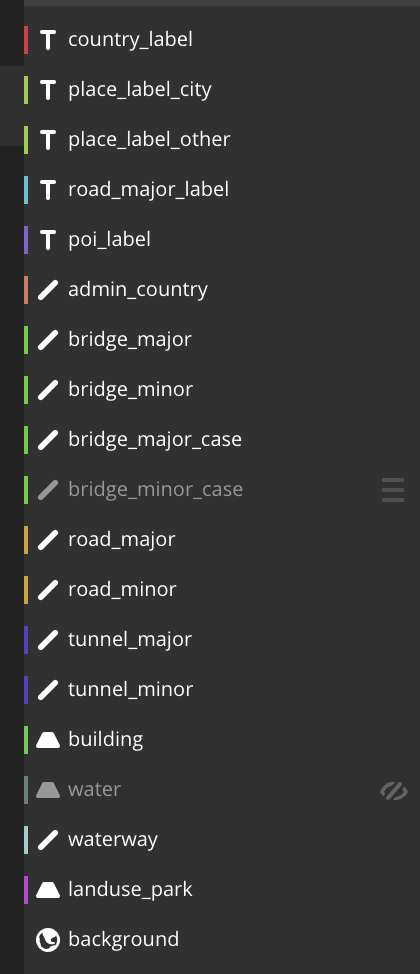 country_label
place_label_city
place_label_other
road_major_label
poi_label
admin_country
bridge_major
bridge_minor
bridge_major_case
bridge_minor_case
road_major
road_minor
tunnel_major
tunnel_minor
building
water
waterway
landuse_park
background